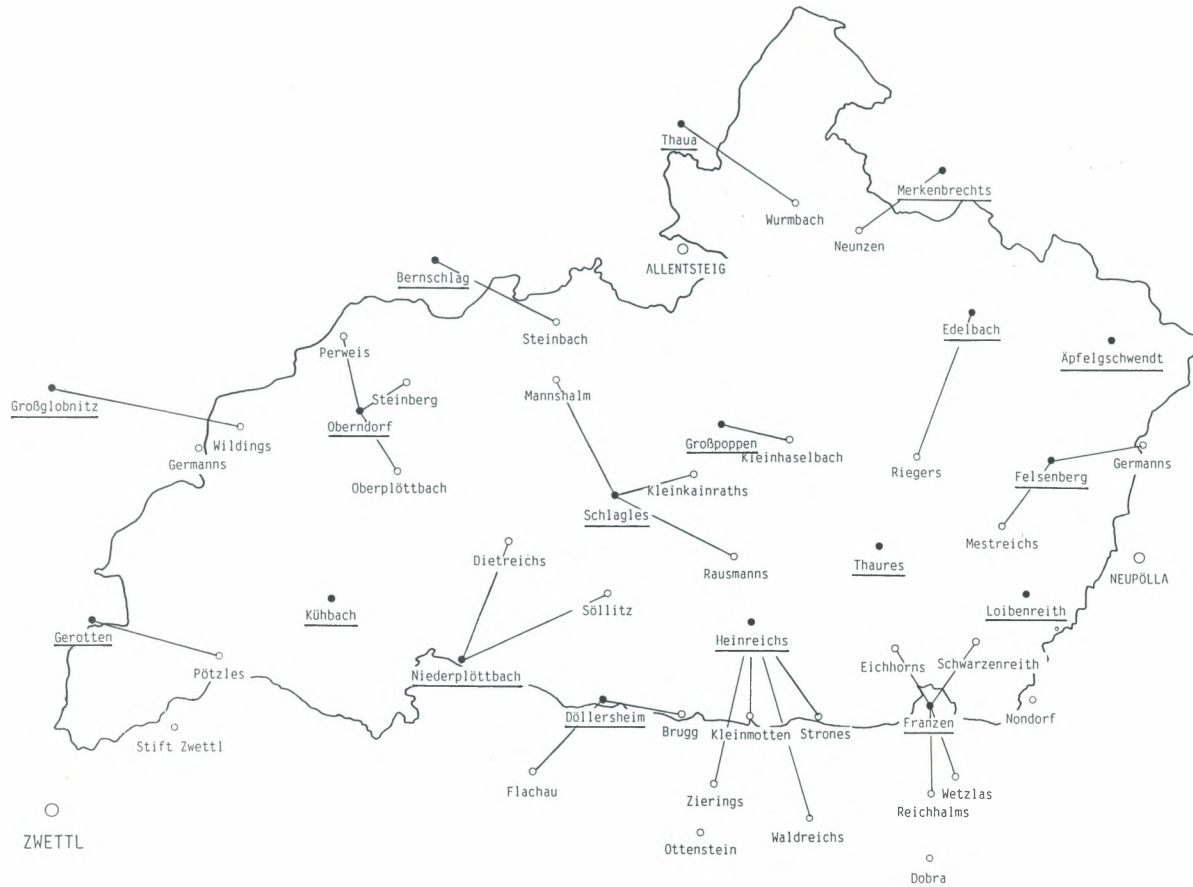 Thaua
Merkenbrechts
Wurmbach
Neunzen
ALLENTSTEIG
Bernschlag
Edelbach
Steinbach
Perweis
Äpfelgschwendt
Großglobnitz
Steinberg
Mannshalm
Oberndorf
Wildings
Großpoppen
Kleinhaselbach
Germanns
Germanns
Oberplöttbach
Riegers
Felsenberg
Kleinkainraths
Schlagles
Mestreichs
Dietreichs
Rausmanns
Thaures
NEUPÖLLA
Kühbach
Söllitz
Loibenreith
Gerotten
Heinreichs
Eichhorns
Schwarzenreith
Pötzles
Niederplöttbach
Döllersheim
Franzen
Nondorf
Brugg
Kleinmotten
Strones
Stift Zwettl
Flachau
Zierings
Wetzlas
Reichhalms
ZWETTL
Waldreichs
Ottenstein
Dobra